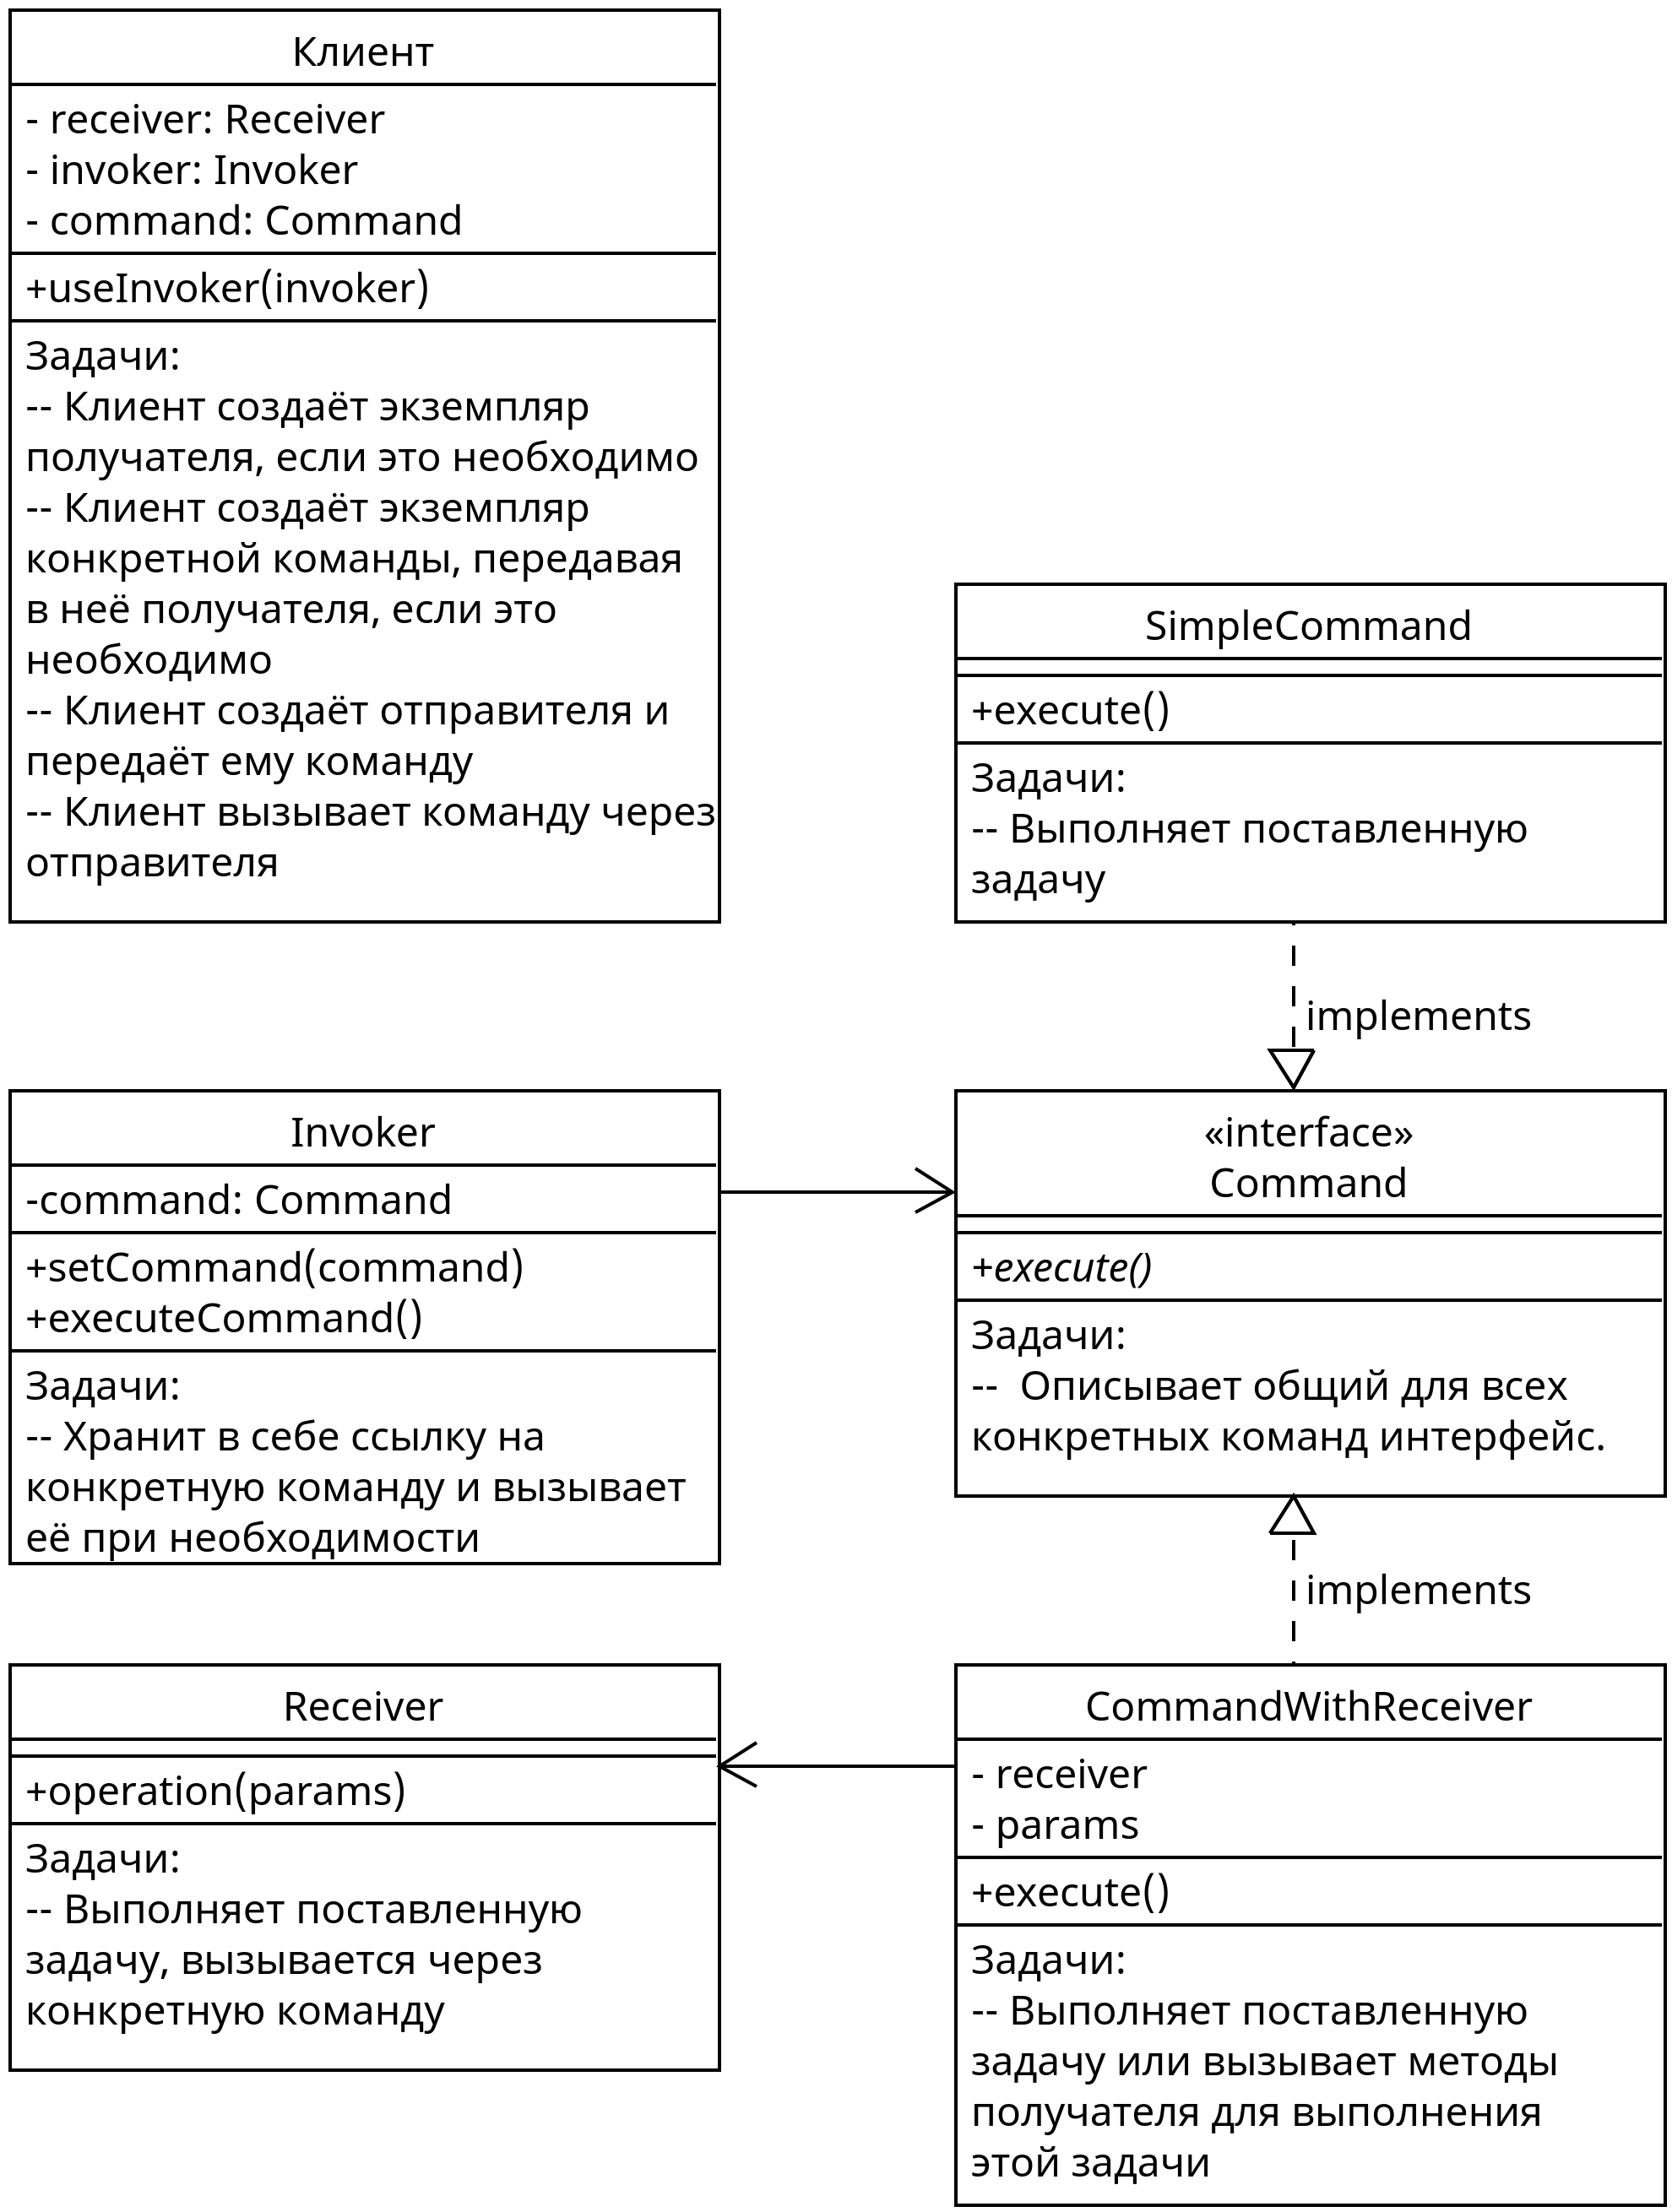 Клиент
- receiver: Receiver
- invoker: Invoker
- command: Command
+useInvoker(invoker)
Задачи:
-- Клиент создаёт экземпляр
получателя, если это необходимо
-- Клиент создаёт экземпляр
конкретной команды, передавая
в неё получателя, если это
необходимо
-- Клиент создаёт отправителя и
передаёт ему команду
-- Клиент вызывает команду через
отправителя
SimpleCommand
+execute()
Задачи:
-- Выполняет поставленную
задачу
implements
Invoker
-command: Command
+setCommand(command)
+executeCommand()
Задачи:
-- Хранит в себе ссылку на
конкретную команду и вызывает
её при необходимости
«interface»
Command
+execute()
Задачи:
--  Описывает общий для всех
конкретных команд интерфейс.
implements
Receiver
+operation(params)
Задачи:
-- Выполняет поставленную
задачу, вызывается через
конкретную команду
CommandWithReceiver
- receiver
- params
+execute()
Задачи:
-- Выполняет поставленную
задачу или вызывает методы
получателя для выполнения
этой задачи